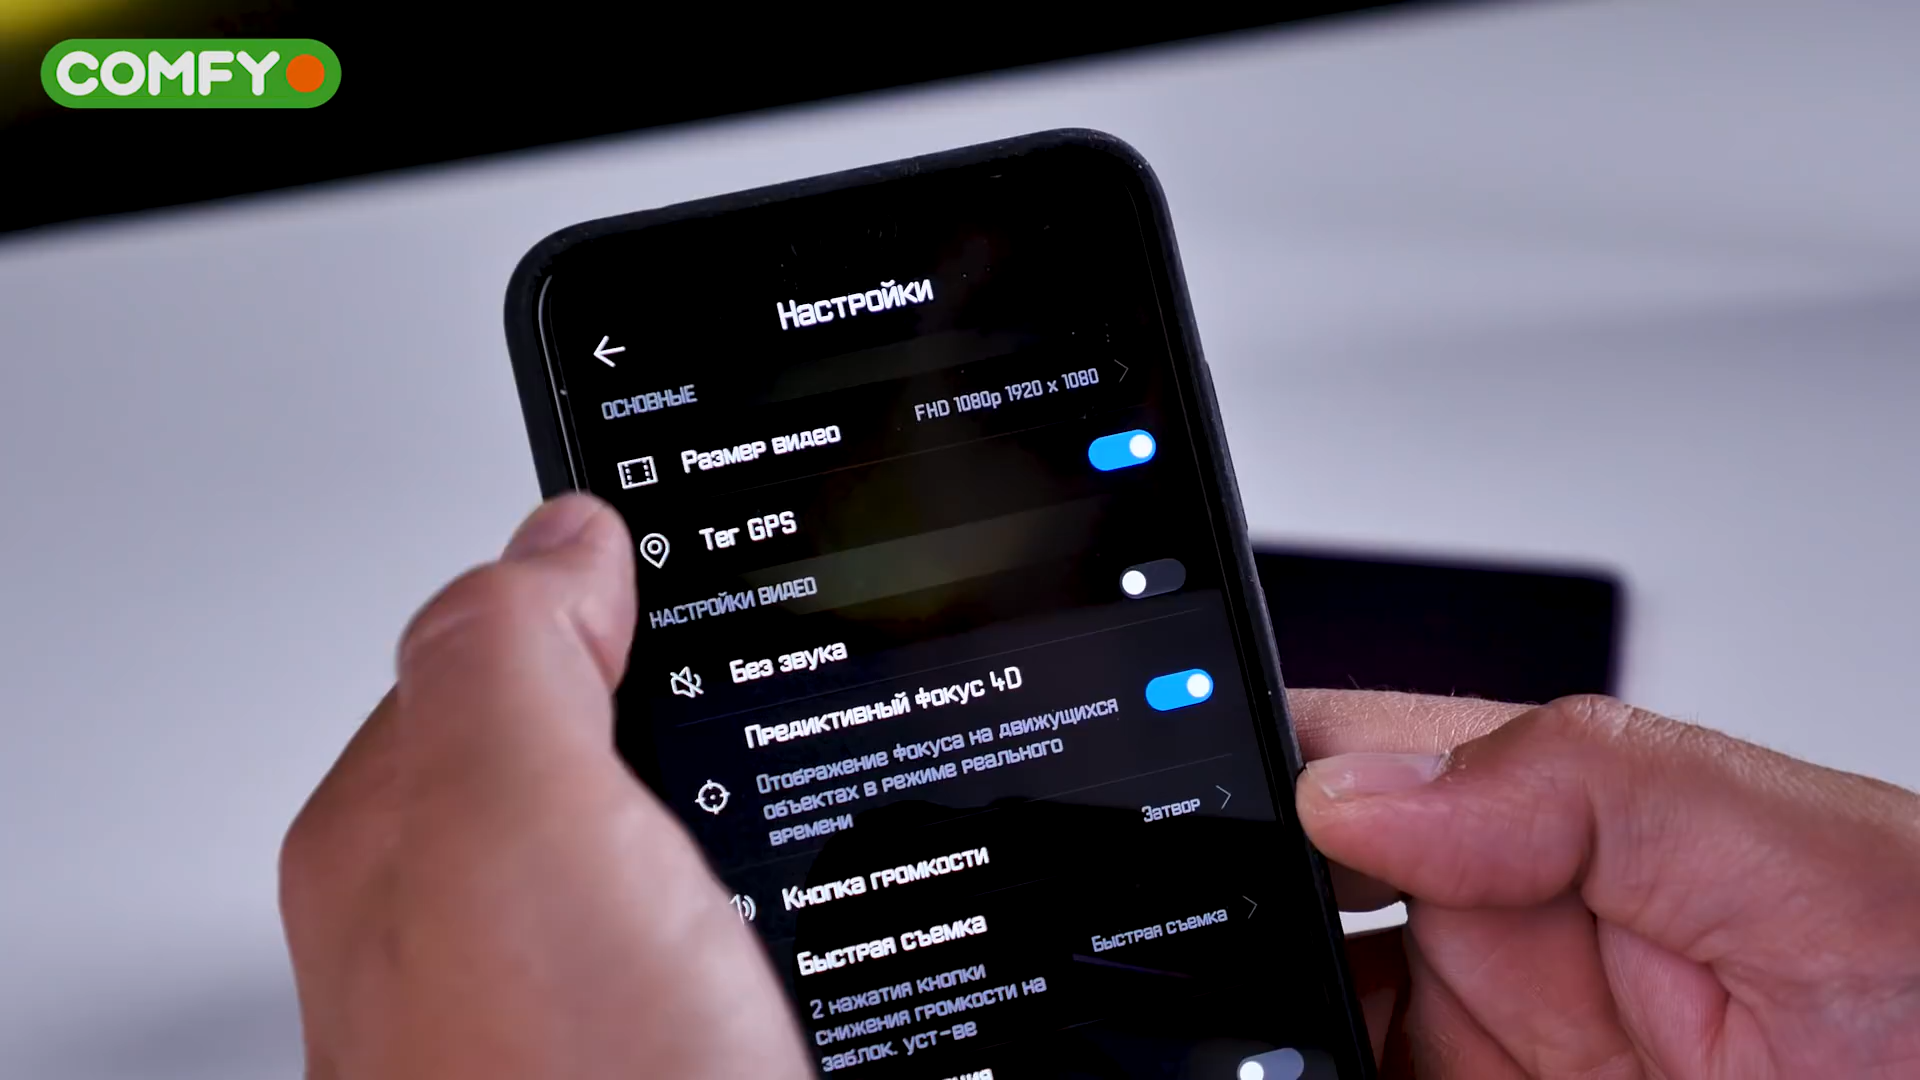 COMFY
Настройки
ОСНОВНЫЕ
Размер видео
FHD 1080p 1920 x 1080
Тег GPS
НАСТРОЙКИ ВИДЕО
Без звука
Предиктивный фокус 4D
Отображение фокуса на движущихся
объектах в режиме реального
времени
Кнопка громкости
Затвор
Быстрая съемка
Быстрая съемка
2 нажатия кнопки
снижения громкости на
заблок. уст-ве